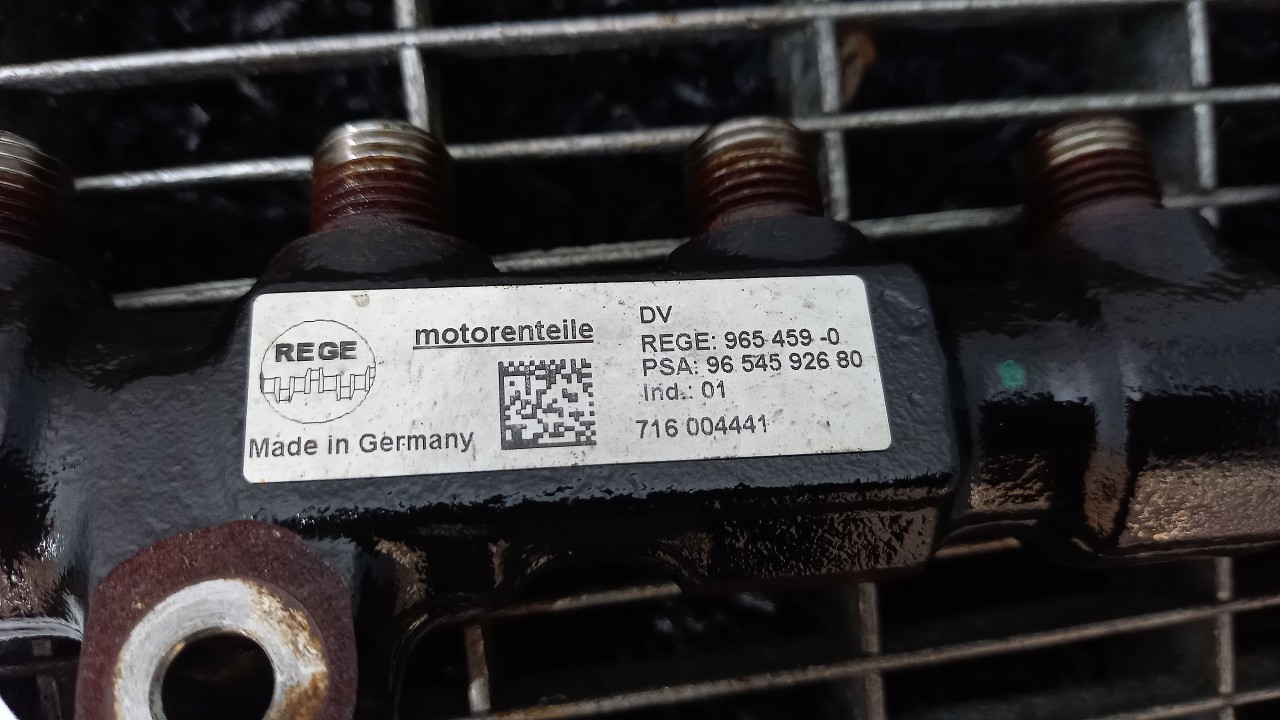 REGE
Made in Germany
motorenteile
DV
REGE: 965 459 -0
PSA: 96 545 926 80
Ind.: 01
716 004441